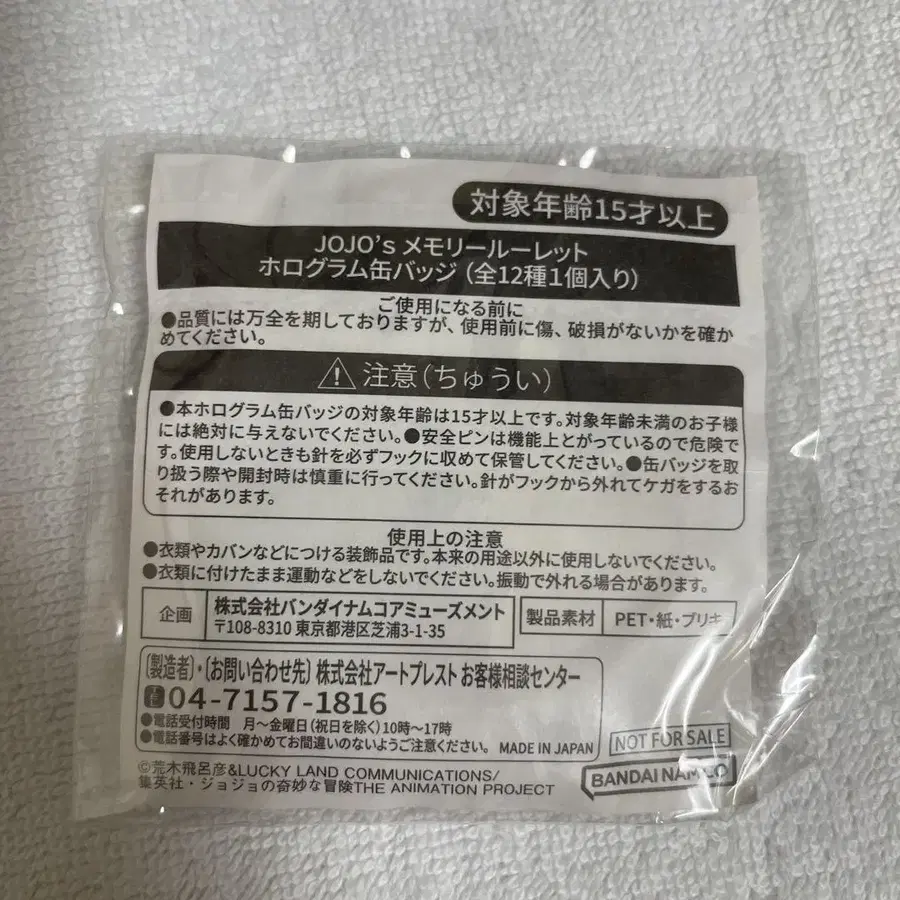 対象年齢15才以上
JOJO's メモリールーレット
ホログラム缶バッジ（全12種1個入り）
ご使用になる前に
●品質には万全を期しておりますが、使用前に傷、破損がないかを確か
めてください。
⚠ 注意（ちゅうい）
●本ホログラム缶バッジの対象年齢は15才以上です。対象年齢未満のお子様
には絶対に与えないでください。●安全ピンは機能上とがっているので危険で
す。使用しないときも針を必ずフックに収めて保管してください。●缶バッジを取
り扱う際や開封時は慎重に行ってください。針がフックから外れてケガをするお
それがあります。
使用上の注意
●衣類やカバンなどにつける装飾品です。本来の用途以外に使用しないでください。
●衣類に付けたまま運動などをしないでください。振動で外れる場合があります。
企画 株式会社バンダイナムコアミューズメント
〒108-8310 東京都港区芝浦3-1-35
製品素材 PET・紙・ブリキ
〔製造者〕・〔お問い合わせ先〕 株式会社アートプレスト お客様相談センター
04-7157-1816
●電話受付時間 月～金曜日（祝日を除く）10時～17時
●電話番号はよく確かめてお間違いのないようご注意ください。 MADE IN JAPAN
NOT FOR SALE
BANDAI NAMCO
©荒木飛呂彦&LUCKY LAND COMMUNICATIONS/
集英社・ジョジョの奇妙な冒険THE ANIMATION PROJECT